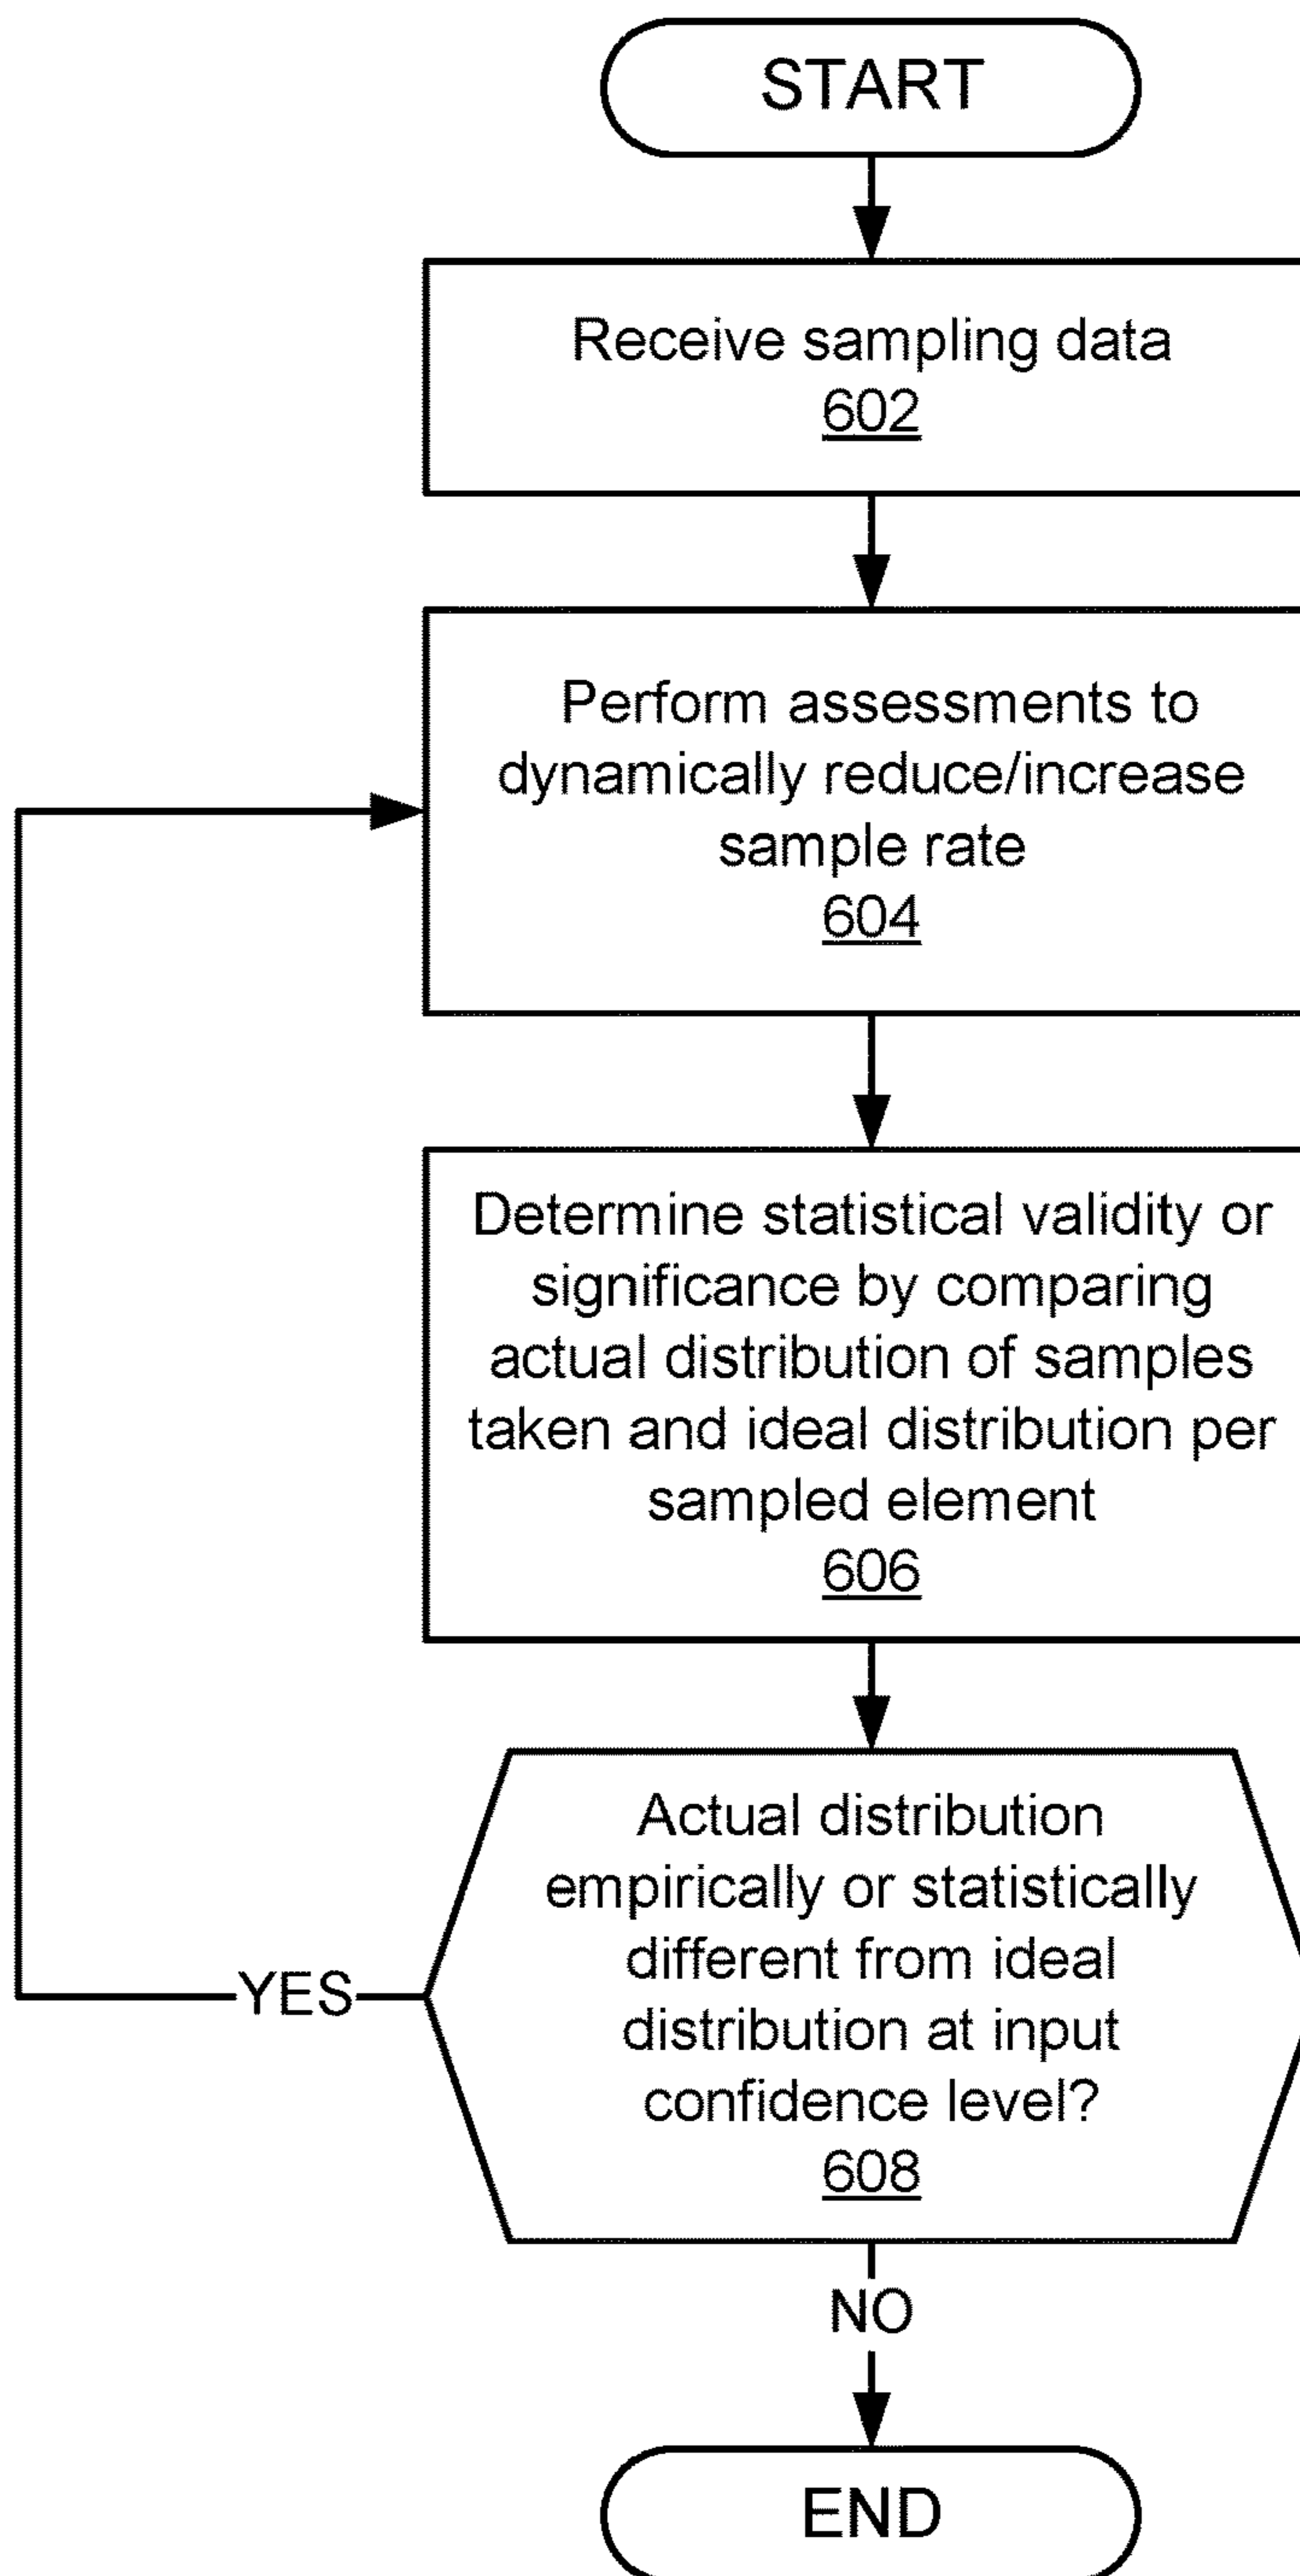 START
Receive sampling data
602
Perform assessments to
dynamically reduce/increase
sample rate
604
Determine statistical validity or
significance by comparing
actual distribution of samples
taken and ideal distribution per
sampled element
606
Actual distribution
empirically or statistically
different from ideal
distribution at input
confidence level?
608
YES
NO
END